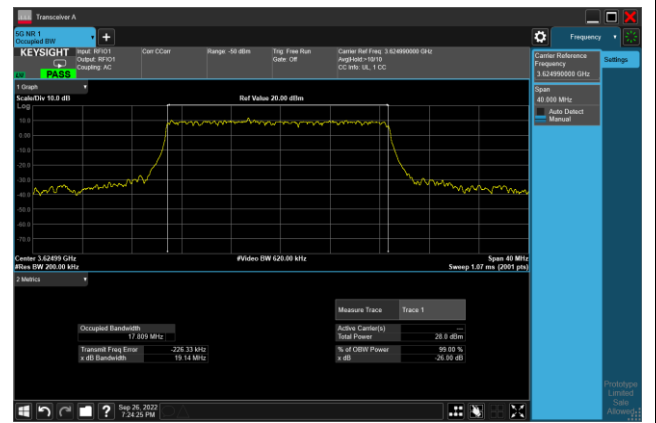 Transceiver A
5G NR 1
Occupied BW
Frequency
KEYSIGHT
Input: RFIO1
Output: RFIO1
Coupling: AC
Corr CCorr
Range: -50 dBm
Trig: Free Run
Gate: Off
Carrier Ref Freq: 3.624990000 GHz
Avg|Hold:>10/10
CC Info: UL, 1 CC
PASS
Carrier Reference
Frequency
3.624990000 GHz
Settings
Span
40.000 MHz
Auto Detect
Manual
1 Graph
Scale/Div 10.0 dB
Ref Value 20.00 dBm
Log
10.0
0.00
-10.0
-20.0
-30.0
-40.0
-50.0
-60.0
-70.0
Center 3.62499 GHz
#Video BW 620.00 kHz
Span 40 MHz
#Res BW 200.00 kHz
Sweep 1.07 ms (2001 pts)
2 Metrics
Measure Trace
Trace 1
Occupied Bandwidth
17.809 MHz
Active Carrier(s)
---
Total Power
28.0 dBm
Transmit Freq Error
-226.33 kHz
% of OBW Power
99.00 %
x dB Bandwidth
19.14 MHz
x dB
-26.00 dB
Prototype
Limited
Sale
Allowed
Sep 26, 2022
7:24:25 PM